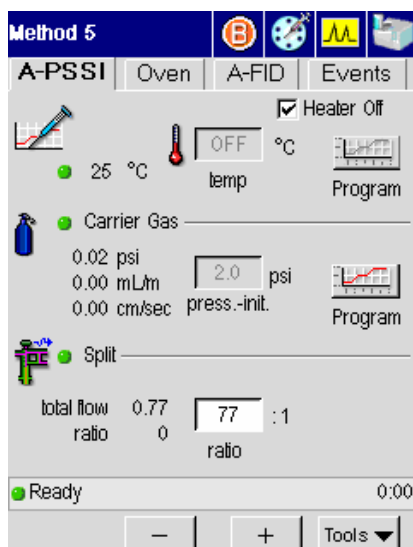 Method 5
B
A-PSSI Oven A-FID Events
Heater Off
25 °C OFF °C
temp Program
Carrier Gas
0.02 psi
0.00 mL/m 2.0 psi
0.00 cm/sec press.-init. Program
Split
total flow 0.77 77 :1
ratio 0 ratio
Ready 0:00
− + Tools